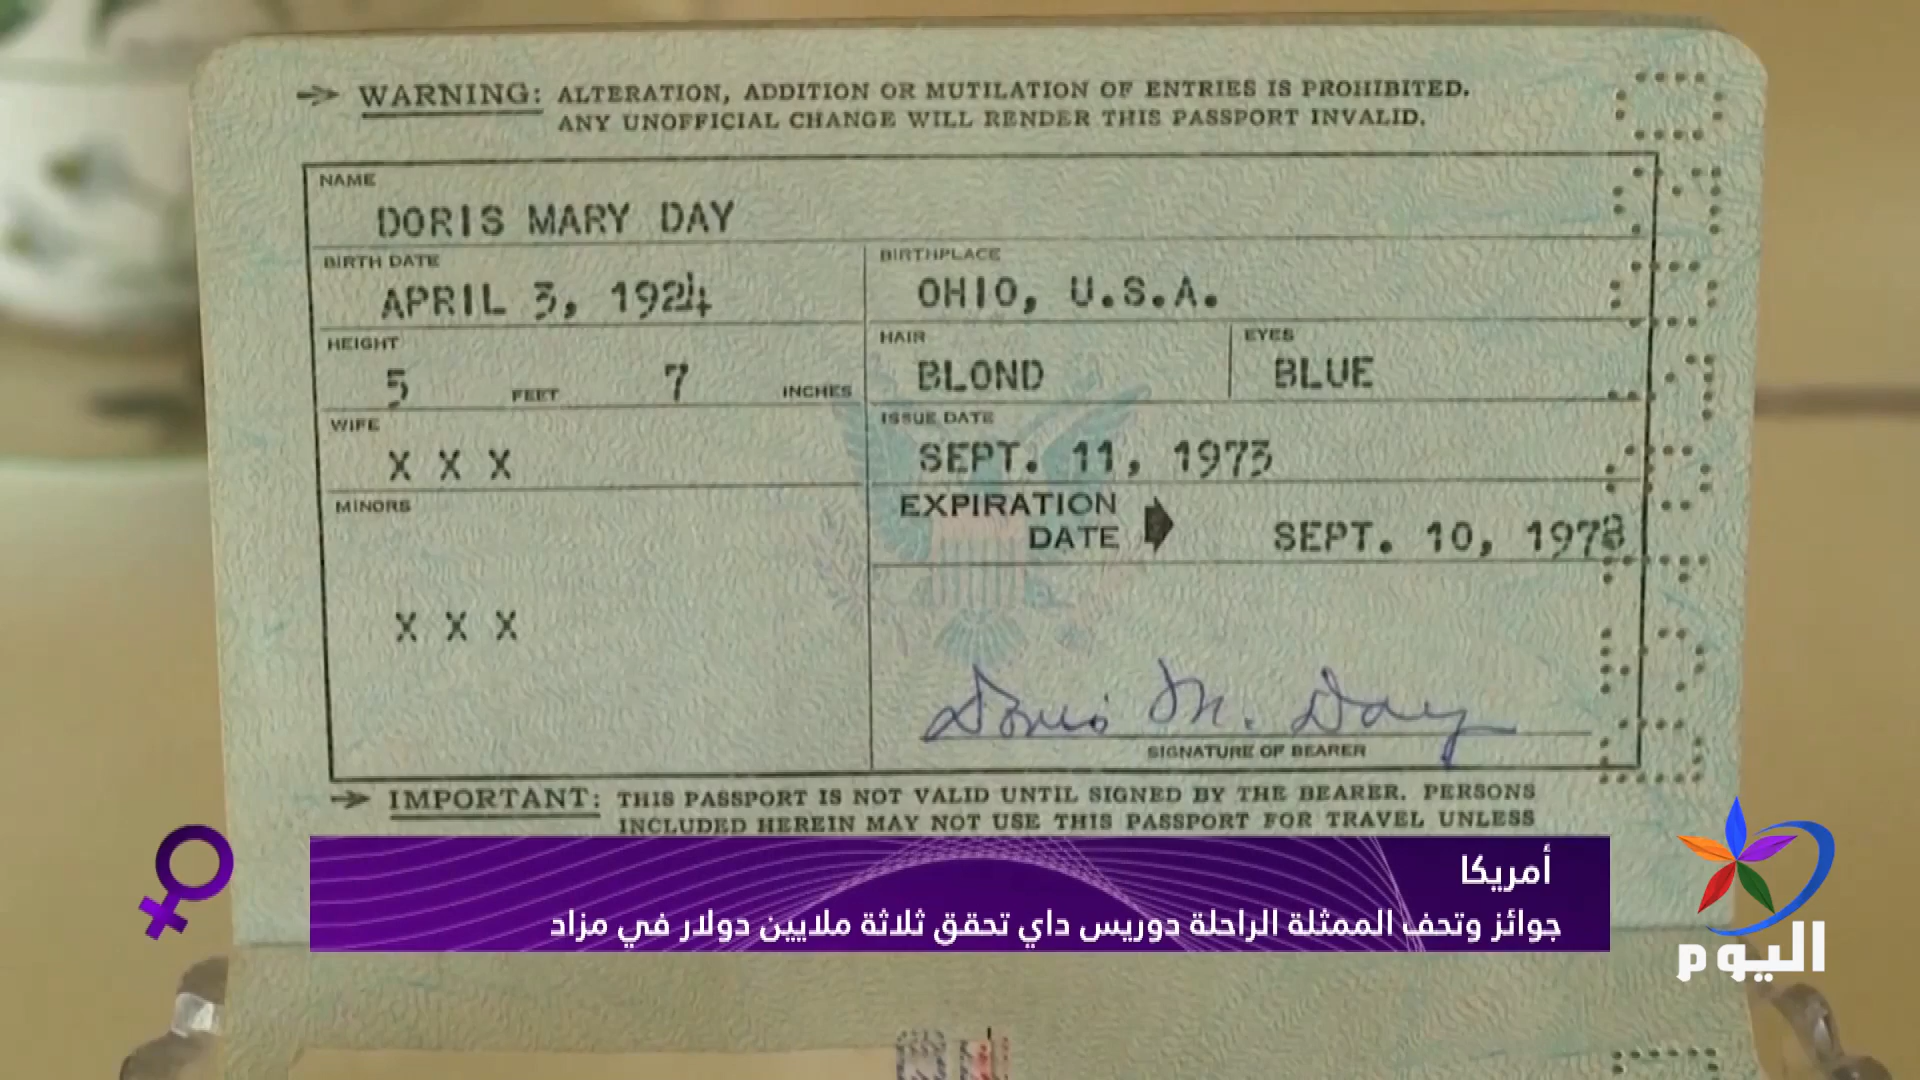 WARNING: ALTERATION, ADDITION OR MUTILATION OF ENTRIES IS PROHIBITED.
ANY UNOFFICIAL CHANGE WILL RENDER THIS PASSPORT INVALID.
NAME
DORIS MARY DAY
BIRTH DATE
APRIL 3, 1924
BIRTHPLACE
OHIO, U.S.A.
HEIGHT
5 FEET 7 INCHES
HAIR
BLOND
EYES
BLUE
WIFE
X X X
ISSUE DATE
SEPT. 11, 1973
MINORS
X X X
EXPIRATION
DATE
SEPT. 10, 1978
Doris M. Day
SIGNATURE OF BEARER
IMPORTANT: THIS PASSPORT IS NOT VALID UNTIL SIGNED BY THE BEARER. PERSONS
INCLUDED HEREIN MAY NOT USE THIS PASSPORT FOR TRAVEL UNLESS
أمريكا
جوائز وتحف الممثلة الراحلة دوريس داي تحقق ثلاثة ملايين دولار في مزاد
اليوم